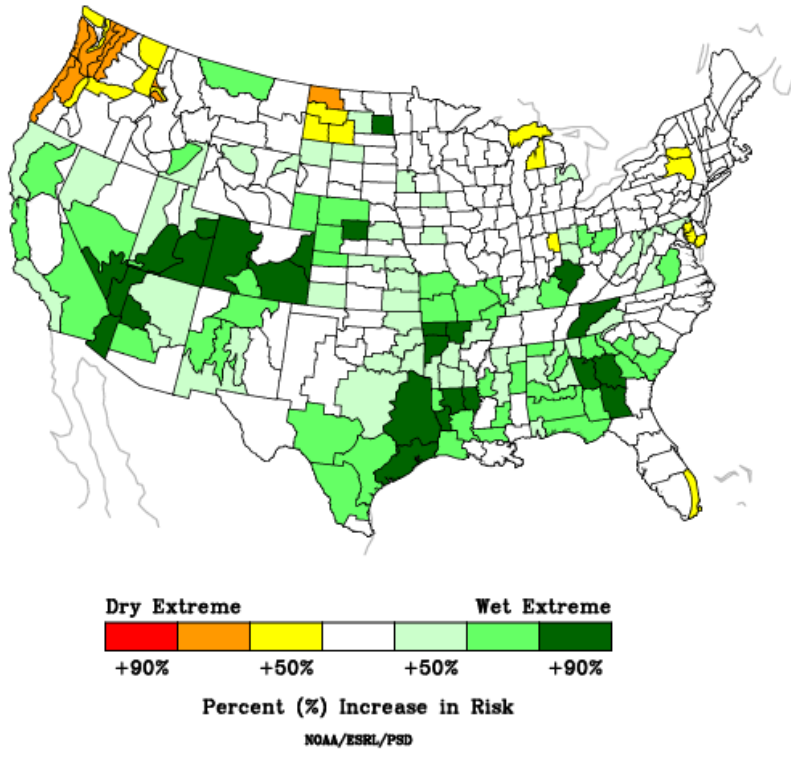 Dry Extreme Wet Extreme
+90% +50% +50% +90%
Percent (%) Increase in Risk
NOAA/ESRL/PSD